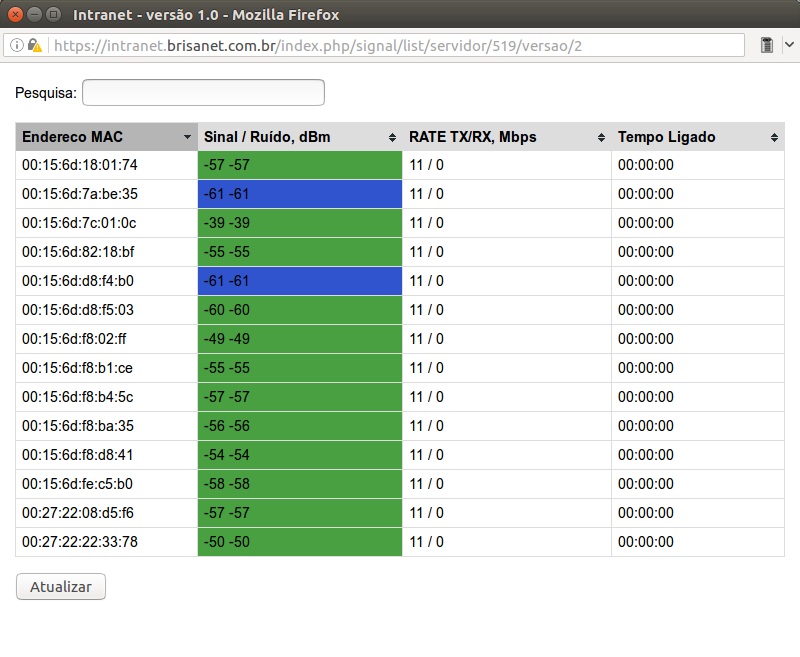 Intranet - versão 1.0 - Mozilla Firefox
https://intranet.brisanet.com.br/index.php/signal/list/servidor/519/versao/2
Pesquisa:
Endereco MAC Sinal / Ruído, dBm RATE TX/RX, Mbps Tempo Ligado
00:15:6d:18:01:74 -57 -57 11 / 0 00:00:00
00:15:6d:7a:be:35 -61 -61 11 / 0 00:00:00
00:15:6d:7c:01:0c -39 -39 11 / 0 00:00:00
00:15:6d:82:18:bf -55 -55 11 / 0 00:00:00
00:15:6d:d8:f4:b0 -61 -61 11 / 0 00:00:00
00:15:6d:d8:f5:03 -60 -60 11 / 0 00:00:00
00:15:6d:f8:02:ff -49 -49 11 / 0 00:00:00
00:15:6d:f8:b1:ce -55 -55 11 / 0 00:00:00
00:15:6d:f8:b4:5c -57 -57 11 / 0 00:00:00
00:15:6d:f8:ba:35 -56 -56 11 / 0 00:00:00
00:15:6d:f8:d8:41 -54 -54 11 / 0 00:00:00
00:15:6d:fe:c5:b0 -58 -58 11 / 0 00:00:00
00:27:22:08:d5:f6 -57 -57 11 / 0 00:00:00
00:27:22:22:33:78 -50 -50 11 / 0 00:00:00
Atualizar